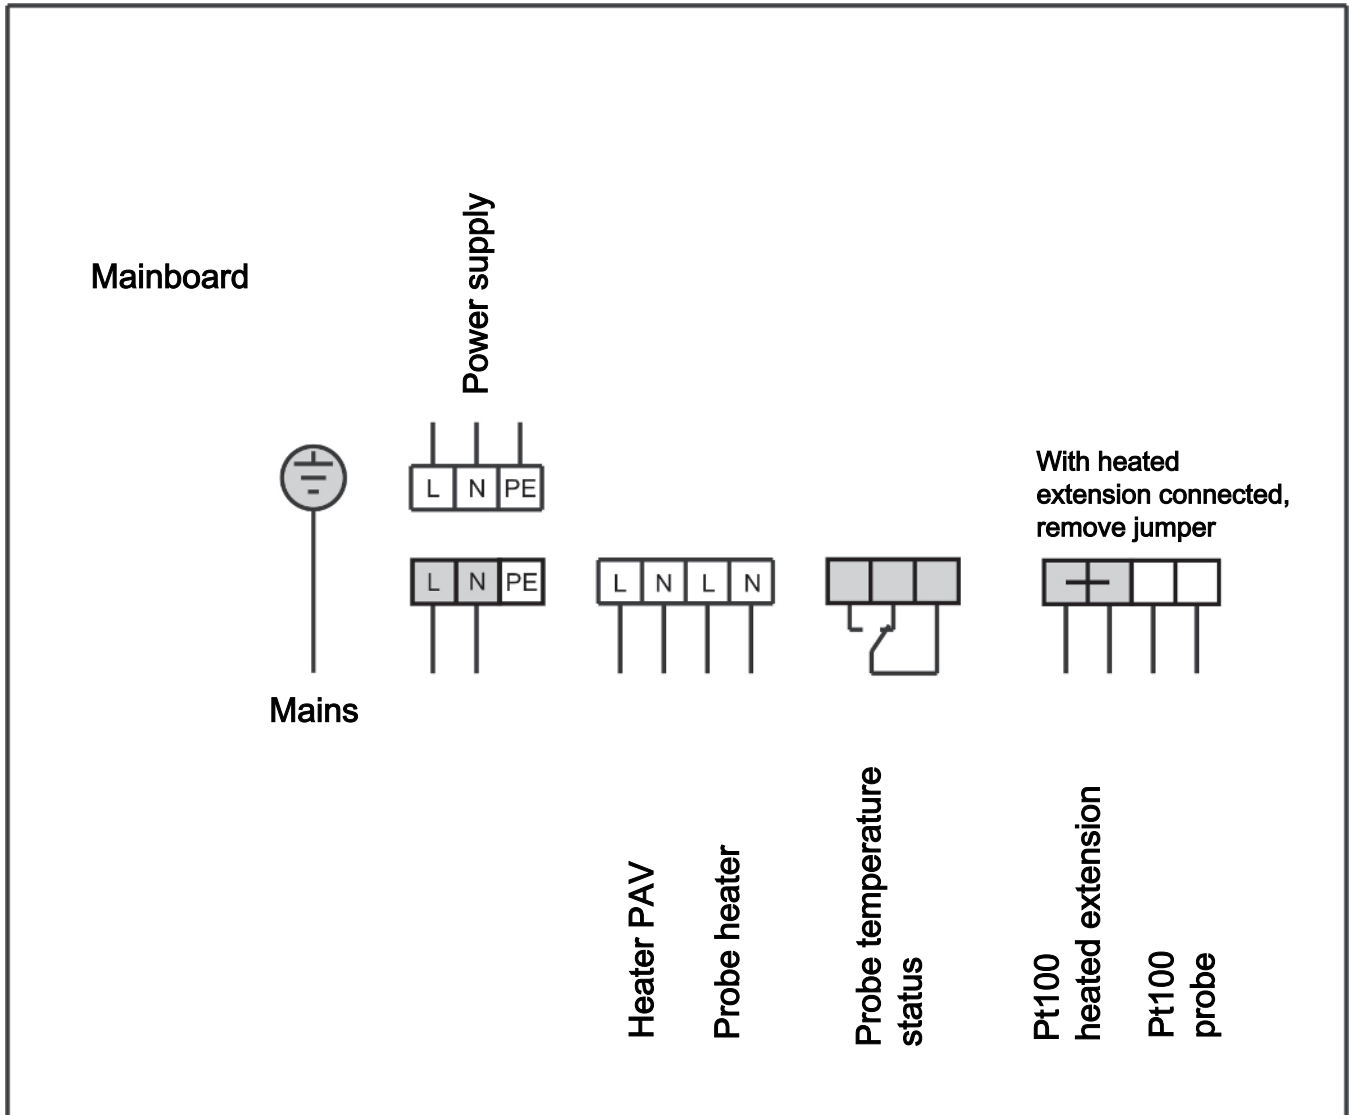 Power supply
Mainboard
With heated
extension connected,
remove jumper
L N PE
L N PE
L N L N
Mains
Heater PAV
Probe heater
Probe temperature
status
Pt100
heated extension
Pt100
probe